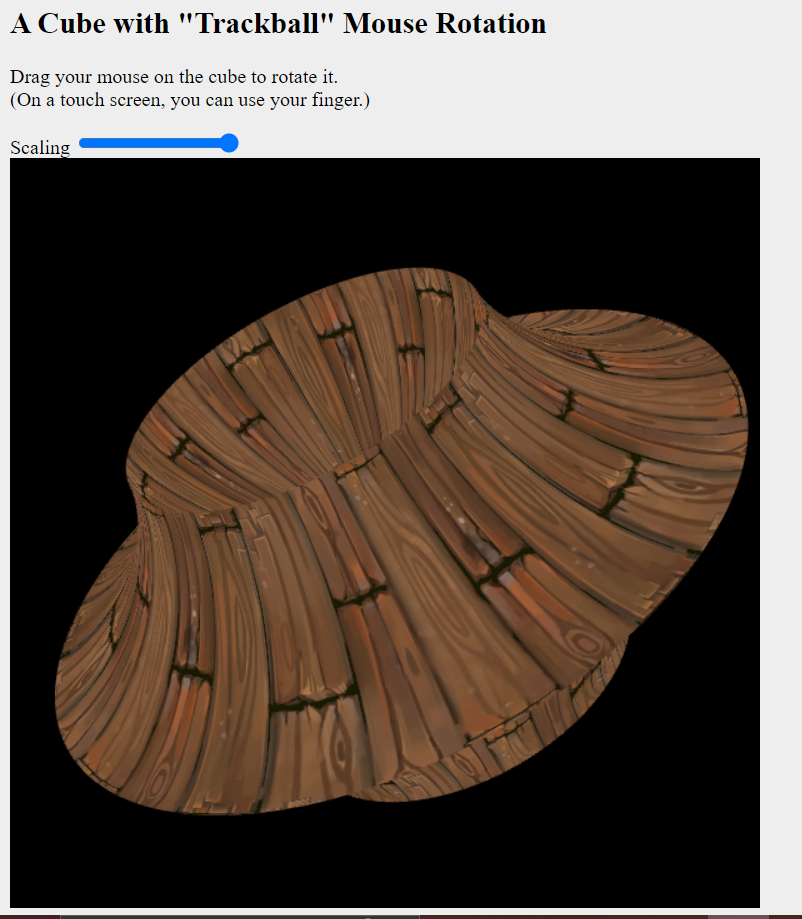 A Cube with "Trackball" Mouse Rotation
Drag your mouse on the cube to rotate it.
(On a touch screen, you can use your finger.)
Scaling